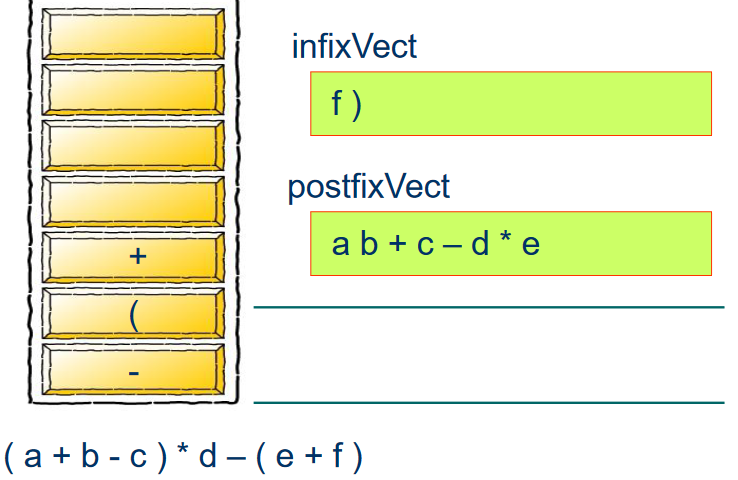 infixVect
f )
postfixVect
a b + c – d * e
+
(
-
( a + b - c ) * d – ( e + f )